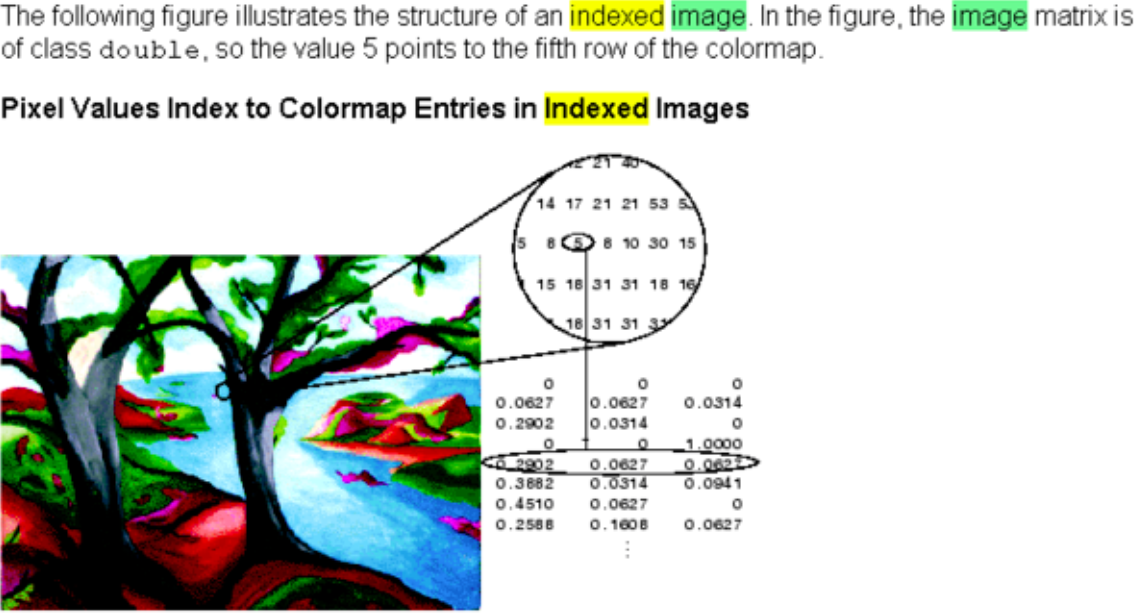 The following figure illustrates the structure of an indexed image. In the figure, the image matrix is
of class double, so the value 5 points to the fifth row of the colormap.
Pixel Values Index to Colormap Entries in Indexed Images
21 40
14 17 21 21 53
5 8 5 8 10 30 15
15 18 31 31 18 16
18 31 31
0 0 0
0.0627 0.0627 0.0314
0.2902 0.0314 0
0 0 1.0000
0.2902 0.0627 0.0627
0.3882 0.0314 0.0941
0.4510 0.0627 0
0.2588 0.1608 0.0627
⋮